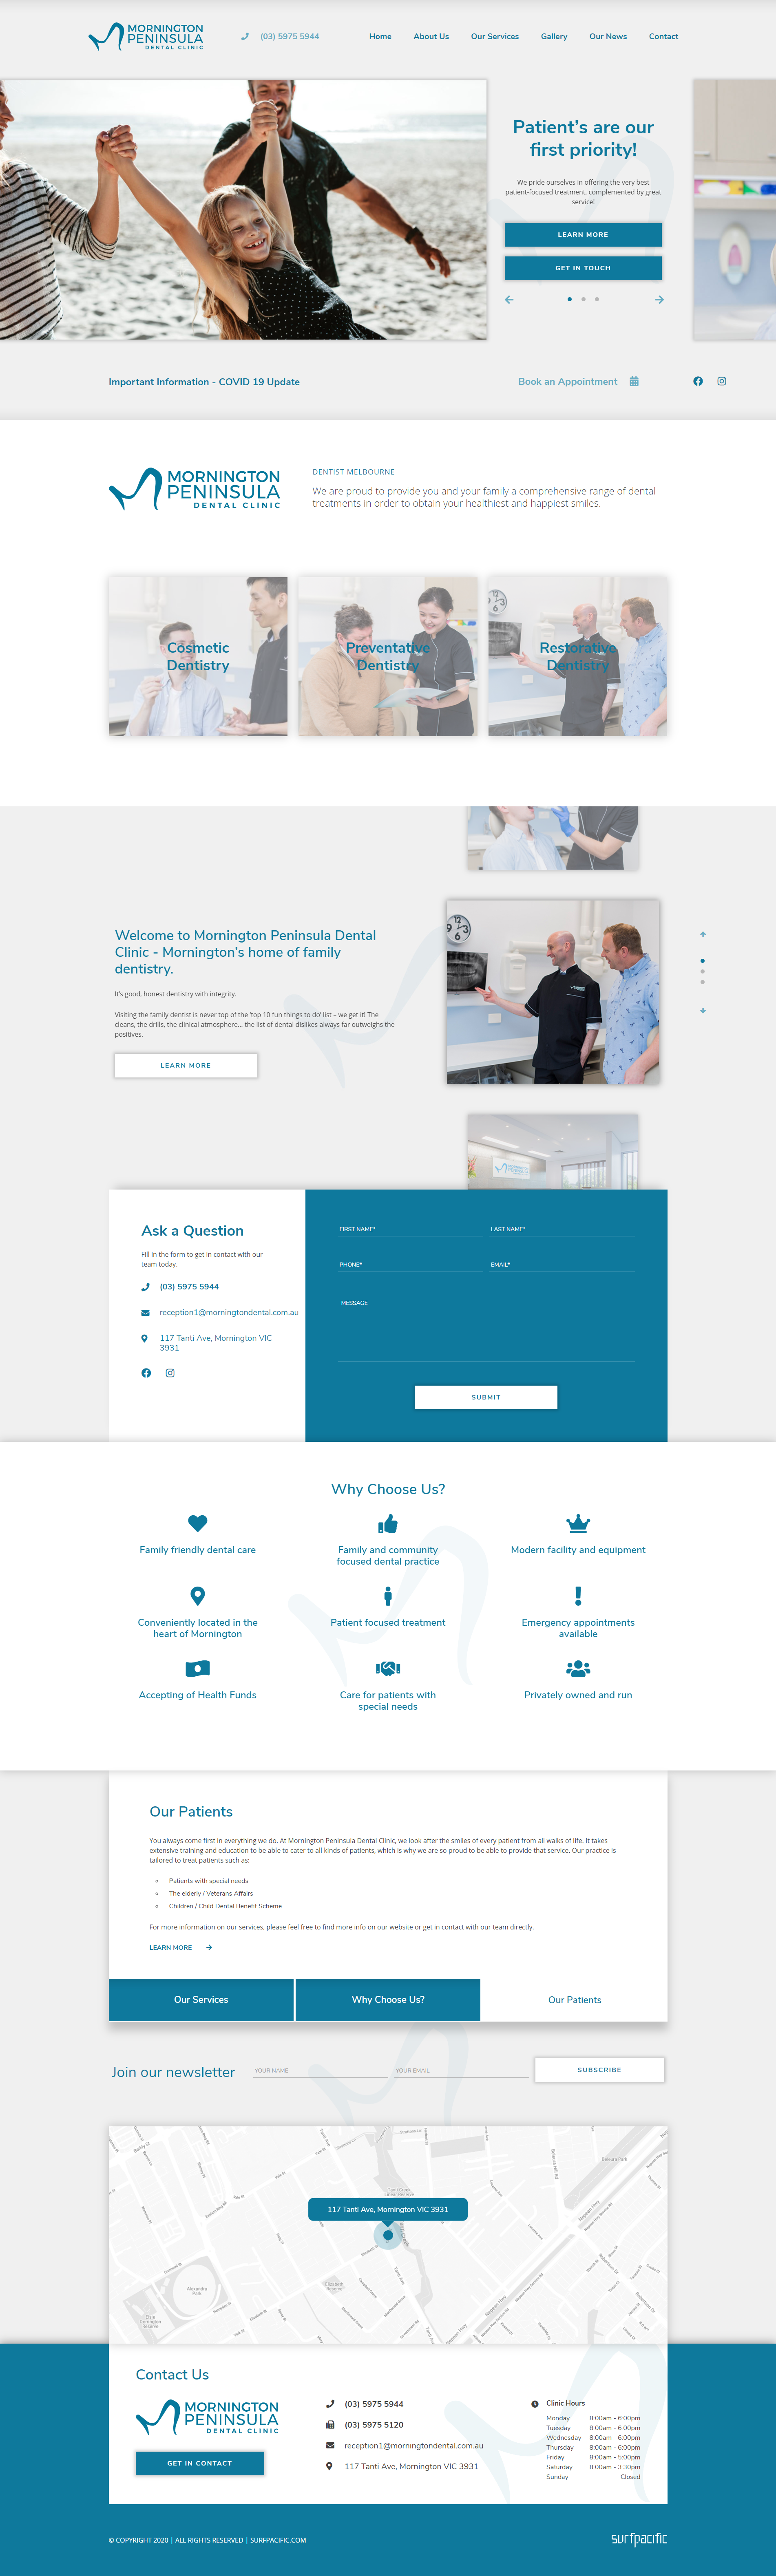 MORNINGTON
PENINSULA
DENTAL CLINIC
(03) 5975 5944
Home
About Us
Our Services
Gallery
Our News
Contact
Patient’s are our
first priority!
We pride ourselves in offering the very best
patient-focused treatment, complemented by great
service!
LEARN MORE
GET IN TOUCH
Important Information - COVID 19 Update
Book an Appointment
MORNINGTON
PENINSULA
DENTAL CLINIC
DENTIST MELBOURNE
We are proud to provide you and your family a comprehensive range of dental
treatments in order to obtain your healthiest and happiest smiles.
Cosmetic
Dentistry
Preventative
Dentistry
Restorative
Dentistry
Welcome to Mornington Peninsula Dental
Clinic - Mornington’s home of family
dentistry.
It’s good, honest dentistry with integrity.
Visiting the family dentist is never top of the ‘top 10 fun things to do’ list – we get it! The
cleans, the drills, the clinical atmosphere… the list of dental dislikes always far outweighs the
positives.
LEARN MORE
Ask a Question
Fill in the form to get in contact with our
team today.
(03) 5975 5944
reception1@morningtondental.com.au
117 Tanti Ave, Mornington VIC
3931
FIRST NAME*
LAST NAME*
PHONE*
EMAIL*
MESSAGE
SUBMIT
Why Choose Us?
Family friendly dental care
Family and community
focused dental practice
Modern facility and equipment
Conveniently located in the
heart of Mornington
Patient focused treatment
Emergency appointments
available
Accepting of Health Funds
Care for patients with
special needs
Privately owned and run
Our Patients
You always come first in everything we do. At Mornington Peninsula Dental Clinic, we look after the smiles of every patient from all walks of life. It takes
extensive training and education to be able to cater to all kinds of patients, which is why we are so proud to be able to provide that service. Our practice is
tailored to treat patients such as:
Patients with special needs
The elderly / Veterans Affairs
Children / Child Dental Benefit Scheme
For more information on our services, please feel free to find more info on our website or get in contact with our team directly.
LEARN MORE
Our Services
Why Choose Us?
Our Patients
Join our newsletter
YOUR NAME
YOUR EMAIL
SUBSCRIBE
117 Tanti Ave, Mornington VIC 3931
Alexandra
Park
Contact Us
MORNINGTON
PENINSULA
DENTAL CLINIC
GET IN CONTACT
(03) 5975 5944
(03) 5975 5120
reception1@morningtondental.com.au
117 Tanti Ave, Mornington VIC 3931
Clinic Hours
Monday 8:00am - 6:00pm
Tuesday 8:00am - 6:00pm
Wednesday 8:00am - 6:00pm
Thursday 8:00am - 6:00pm
Friday 8:00am - 5:00pm
Saturday 8:00am - 3:30pm
Sunday Closed
© COPYRIGHT 2020 | ALL RIGHTS RESERVED | SURFPACIFIC.COM
surfpacific